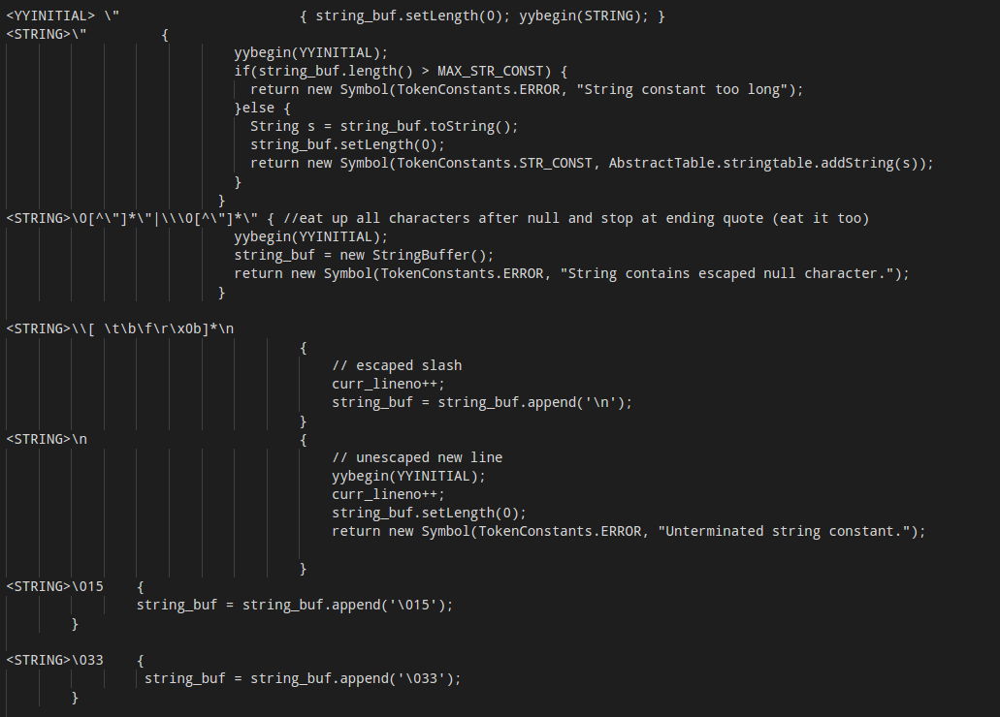 <YYINITIAL> \" { string_buf.setLength(0); yybegin(STRING); }
<STRING>\" {
yybegin(YYINITIAL);
if(string_buf.length() > MAX_STR_CONST) {
return new Symbol(TokenConstants.ERROR, "String constant too long");
}else {
String s = string_buf.toString();
string_buf.setLength(0);
return new Symbol(TokenConstants.STR_CONST, AbstractTable.stringtable.addString(s));
}
}
<STRING>\0[^\"]*\"|\\\0[^\"]*\" { //eat up all characters after null and stop at ending quote (eat it too)
yybegin(YYINITIAL);
string_buf = new StringBuffer();
return new Symbol(TokenConstants.ERROR, "String contains escaped null character.");
}
<STRING>\\[ \t\b\f\r\x0b]*\n
{
// escaped slash
curr_lineno++;
string_buf = string_buf.append('\n');
}
<STRING>\n {
// unescaped new line
yybegin(YYINITIAL);
curr_lineno++;
string_buf.setLength(0);
return new Symbol(TokenConstants.ERROR, "Unterminated string constant.");
}
<STRING>\015 {
string_buf = string_buf.append('\015');
}
<STRING>\033 {
string_buf = string_buf.append('\033');
}